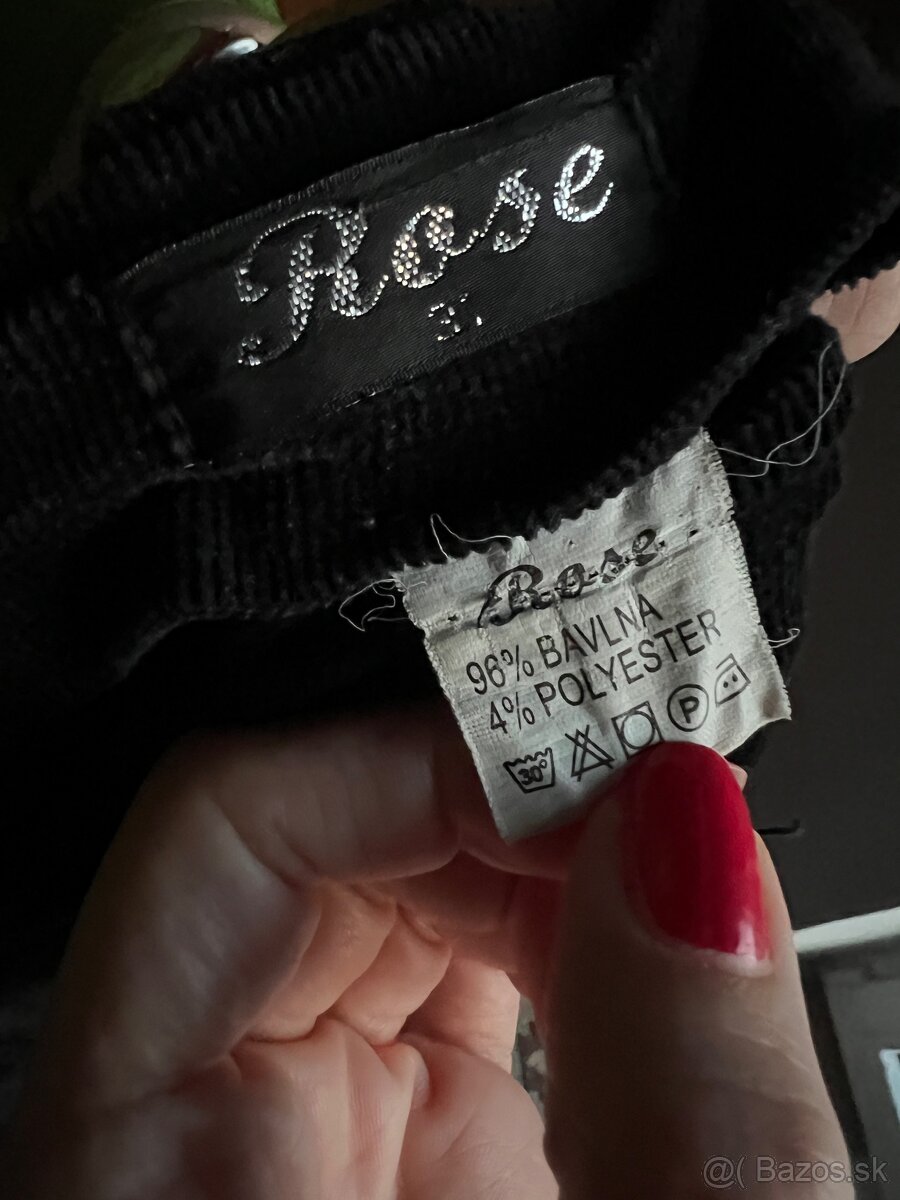 Rose
Rose
96% BAVLNA
4% POLYESTER
30° P
@( Bazos.sk